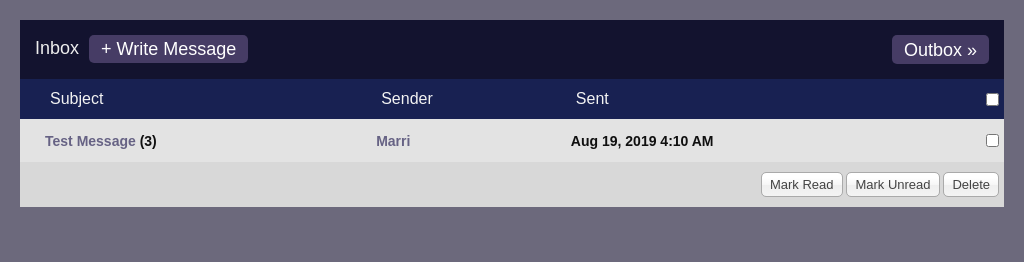 Inbox + Write Message Outbox »
Subject Sender Sent
Test Message (3) Marri Aug 19, 2019 4:10 AM
Mark Read Mark Unread Delete